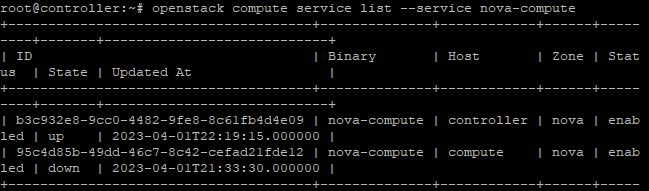 root@controller:~# openstack compute service list --service nova-compute
+--------------------------------------+--------------+------------+------+-----
----+-------+----------------------------+
| ID                                   | Binary       | Host       | Zone | Stat
us  | State | Updated At                 |
+--------------------------------------+--------------+------------+------+-----
----+-------+----------------------------+
| b3c932e8-9cc0-4482-9fe8-8c61fb4d4e09 | nova-compute | controller | nova | enab
led | up    | 2023-04-01T22:19:15.000000 |
| 95c4d85b-49dd-46c7-8c42-cefad21fde12 | nova-compute | compute    | nova | enab
led | down  | 2023-04-01T21:33:30.000000 |
+--------------------------------------+--------------+------------+------+-----